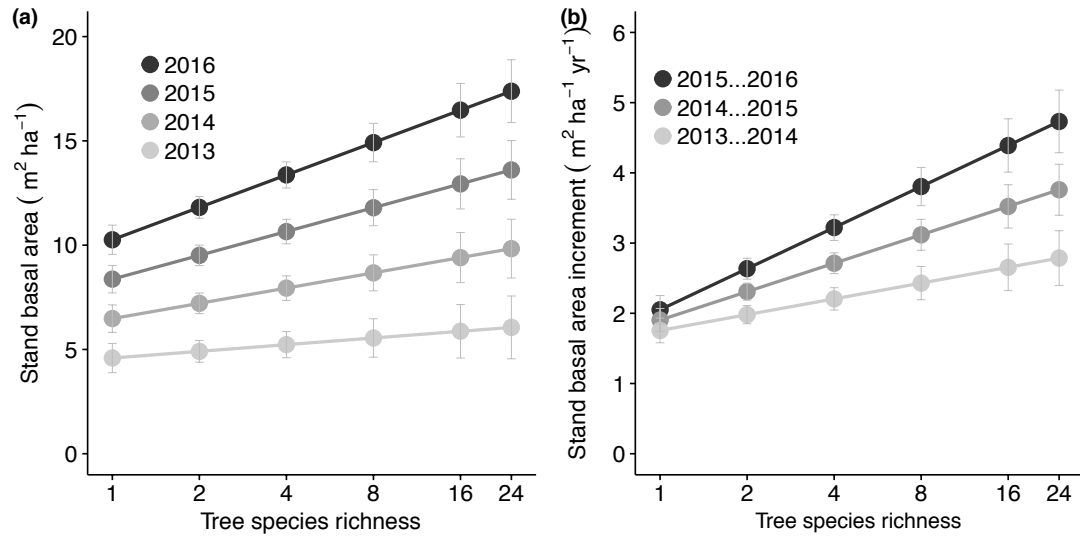 (a)
Stand basal area ( m² ha⁻¹)
20
15
10
5
0
2016
2015
2014
2013
1 2 4 8 16 24
Tree species richness
(b)
Stand basal area increment ( m² ha⁻¹ yr⁻¹)
6
5
4
3
2
1
0
2015...2016
2014...2015
2013...2014
1 2 4 8 16 24
Tree species richness